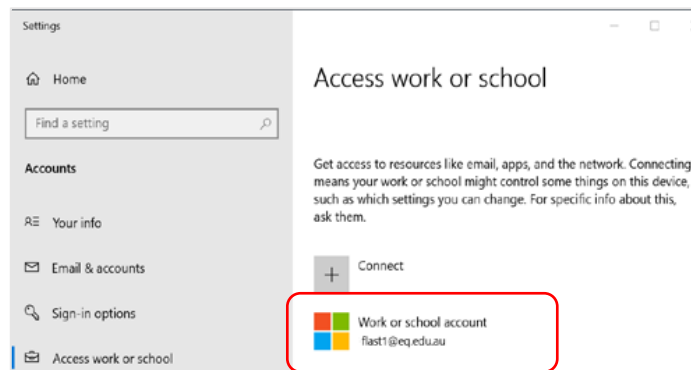 Settings
Home
Find a setting
Accounts
Your info
Email & accounts
Sign-in options
Access work or school
Access work or school
Get access to resources like email, apps, and the network. Connecting
means your work or school might control some things on this device,
such as which settings you can change. For specific info about this,
ask them.
Connect
Work or school account
flast1@eq.edu.au